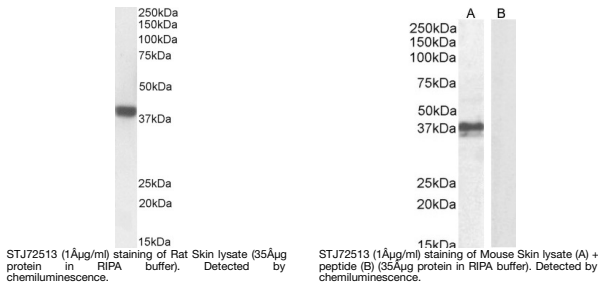 250kDa
150kDa
100kDa
75kDa
50kDa
37kDa
25kDa
20kDa
15kDa
STJ72513 (1Âµg/ml) staining of Rat Skin lysate (35Âµg
protein in RIPA buffer). Detected by
chemiluminescence.
A B
250kDa
150kDa
100kDa
75kDa
50kDa
37kDa
25kDa
20kDa
15kDa
STJ72513 (1Âµg/ml) staining of Mouse Skin lysate (A) +
peptide (B) (35Âµg protein in RIPA buffer). Detected by
chemiluminescence.